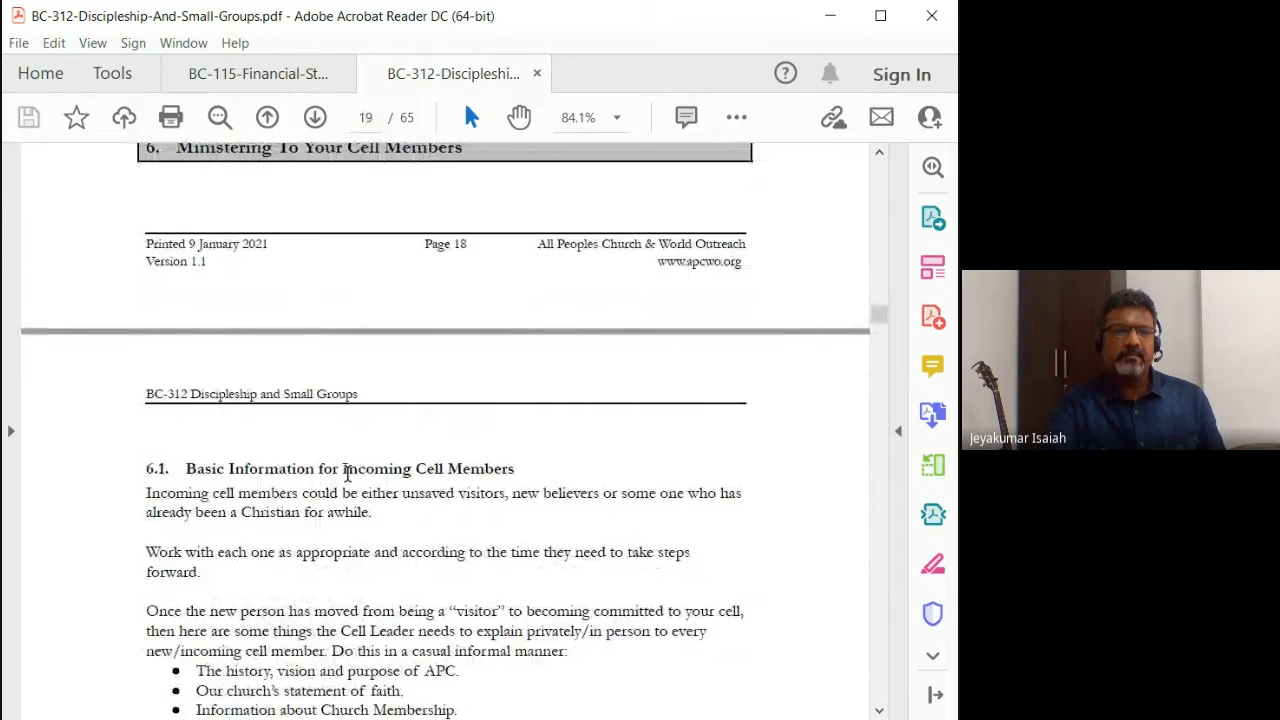 BC-312-Discipleship-And-Small-Groups.pdf - Adobe Acrobat Reader DC (64-bit)
File Edit View Sign Window Help
Home Tools BC-115-Financial-St... BC-312-Discipleshi... Sign In
19 / 65 84.1%
6. Ministering To Your Cell Members
Printed 9 January 2021 Page 18 All Peoples Church & World Outreach
Version 1.1 www.apcwo.org
BC-312 Discipleship and Small Groups
6.1. Basic Information for Incoming Cell Members
Incoming cell members could be either unsaved visitors, new believers or some one who has
already been a Christian for awhile.
Work with each one as appropriate and according to the time they need to take steps
forward.
Once the new person has moved from being a “visitor” to becoming committed to your cell,
then here are some things the Cell Leader needs to explain privately/in person to every
new/incoming cell member. Do this in a casual informal manner:
• The history, vision and purpose of APC.
• Our church’s statement of faith.
• Information about Church Membership.
Jeyakumar Isaiah